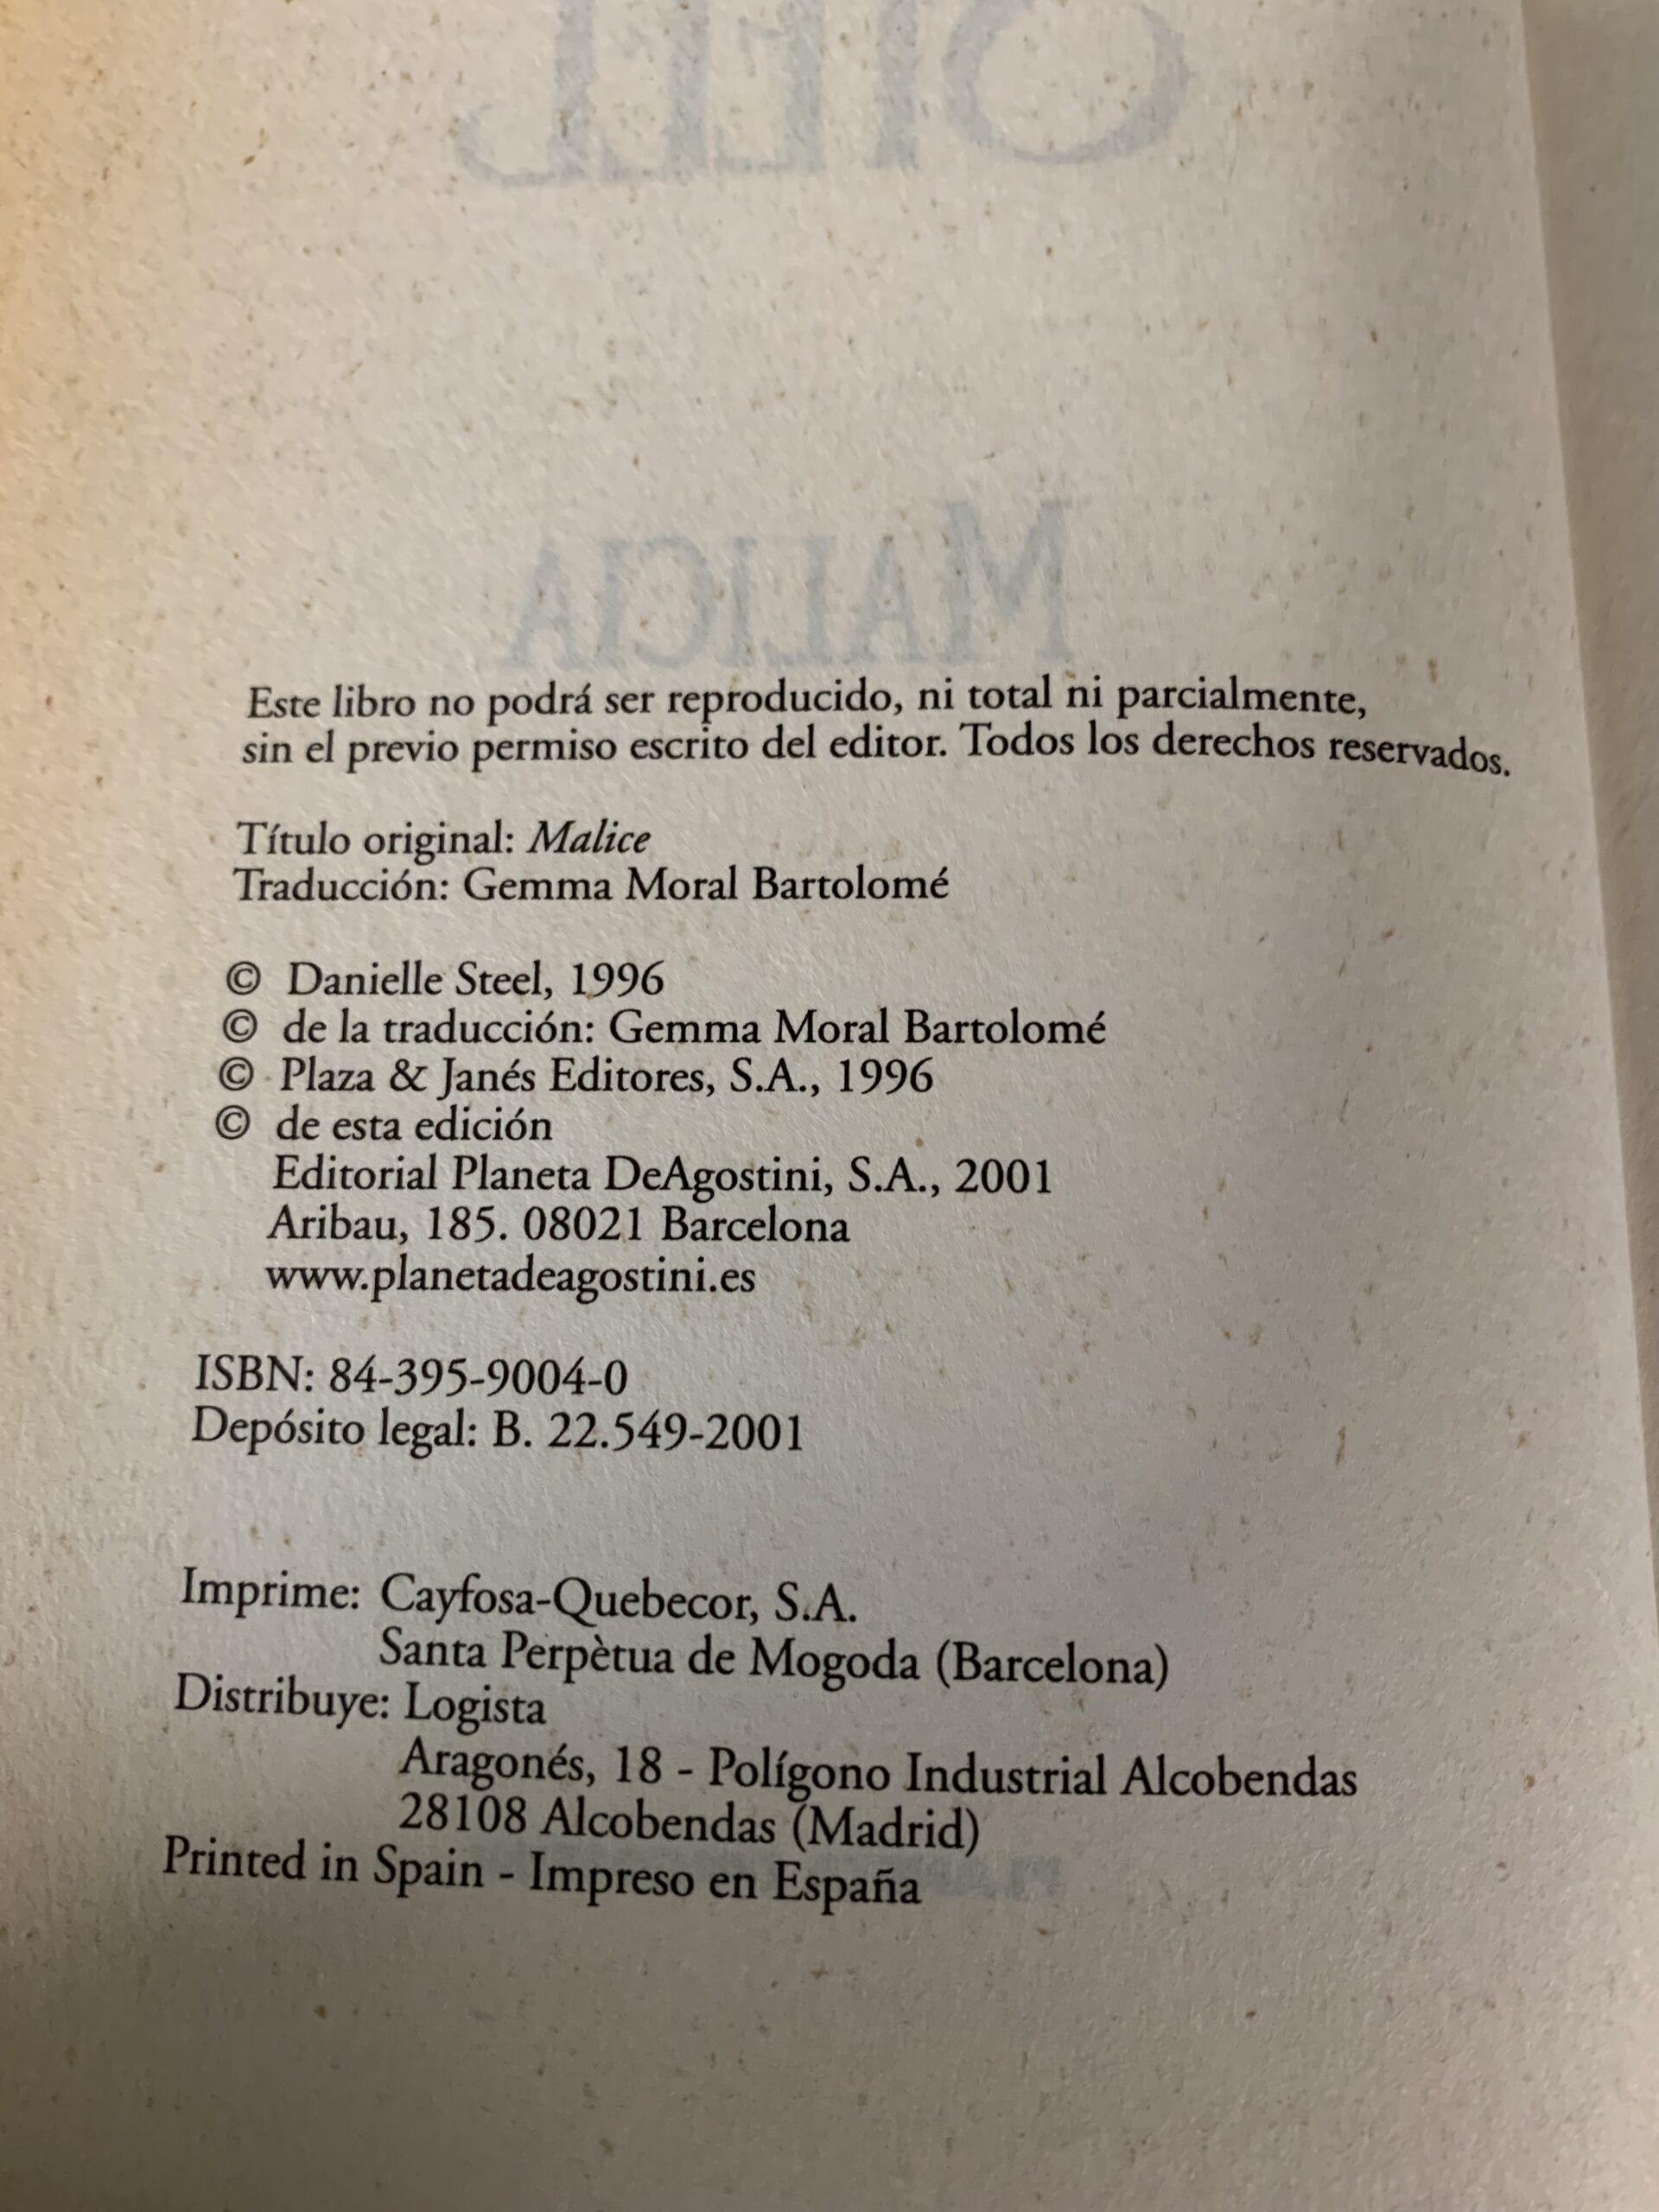 MALICIA
Este libro no podrá ser reproducido, ni total ni parcialmente,
sin el previo permiso escrito del editor. Todos los derechos reservados.
Título original: Malice
Traducción: Gemma Moral Bartolomé
© Danielle Steel, 1996
© de la traducción: Gemma Moral Bartolomé
© Plaza & Janés Editores, S.A., 1996
© de esta edición
Editorial Planeta DeAgostini, S.A., 2001
Aribau, 185. 08021 Barcelona
www.planetadeagostini.es
ISBN: 84-395-9004-0
Depósito legal: B. 22.549-2001
Imprime: Cayfosa-Quebecor, S.A.
Santa Perpètua de Mogoda (Barcelona)
Distribuye: Logista
Aragonés, 18 - Polígono Industrial Alcobendas
28108 Alcobendas (Madrid)
Printed in Spain - Impreso en España